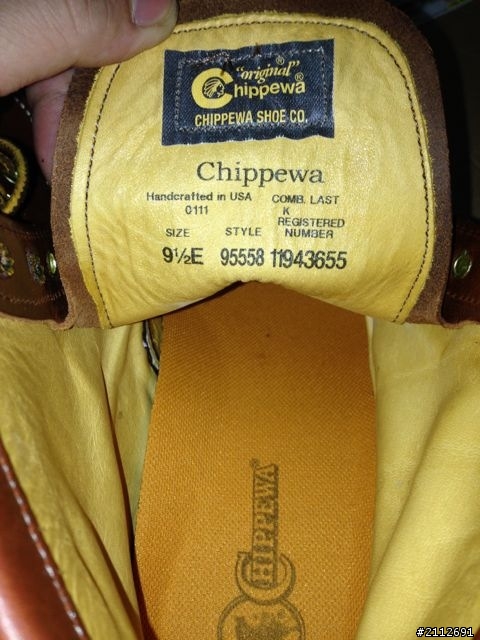 "original"
Chippewa®
CHIPPEWA SHOE CO.
Chippewa
Handcrafted in USA COMB. LAST
0111 K
REGISTERED
SIZE STYLE NUMBER
9½E 95558 11943655
CHIPPEWA®
#2112691